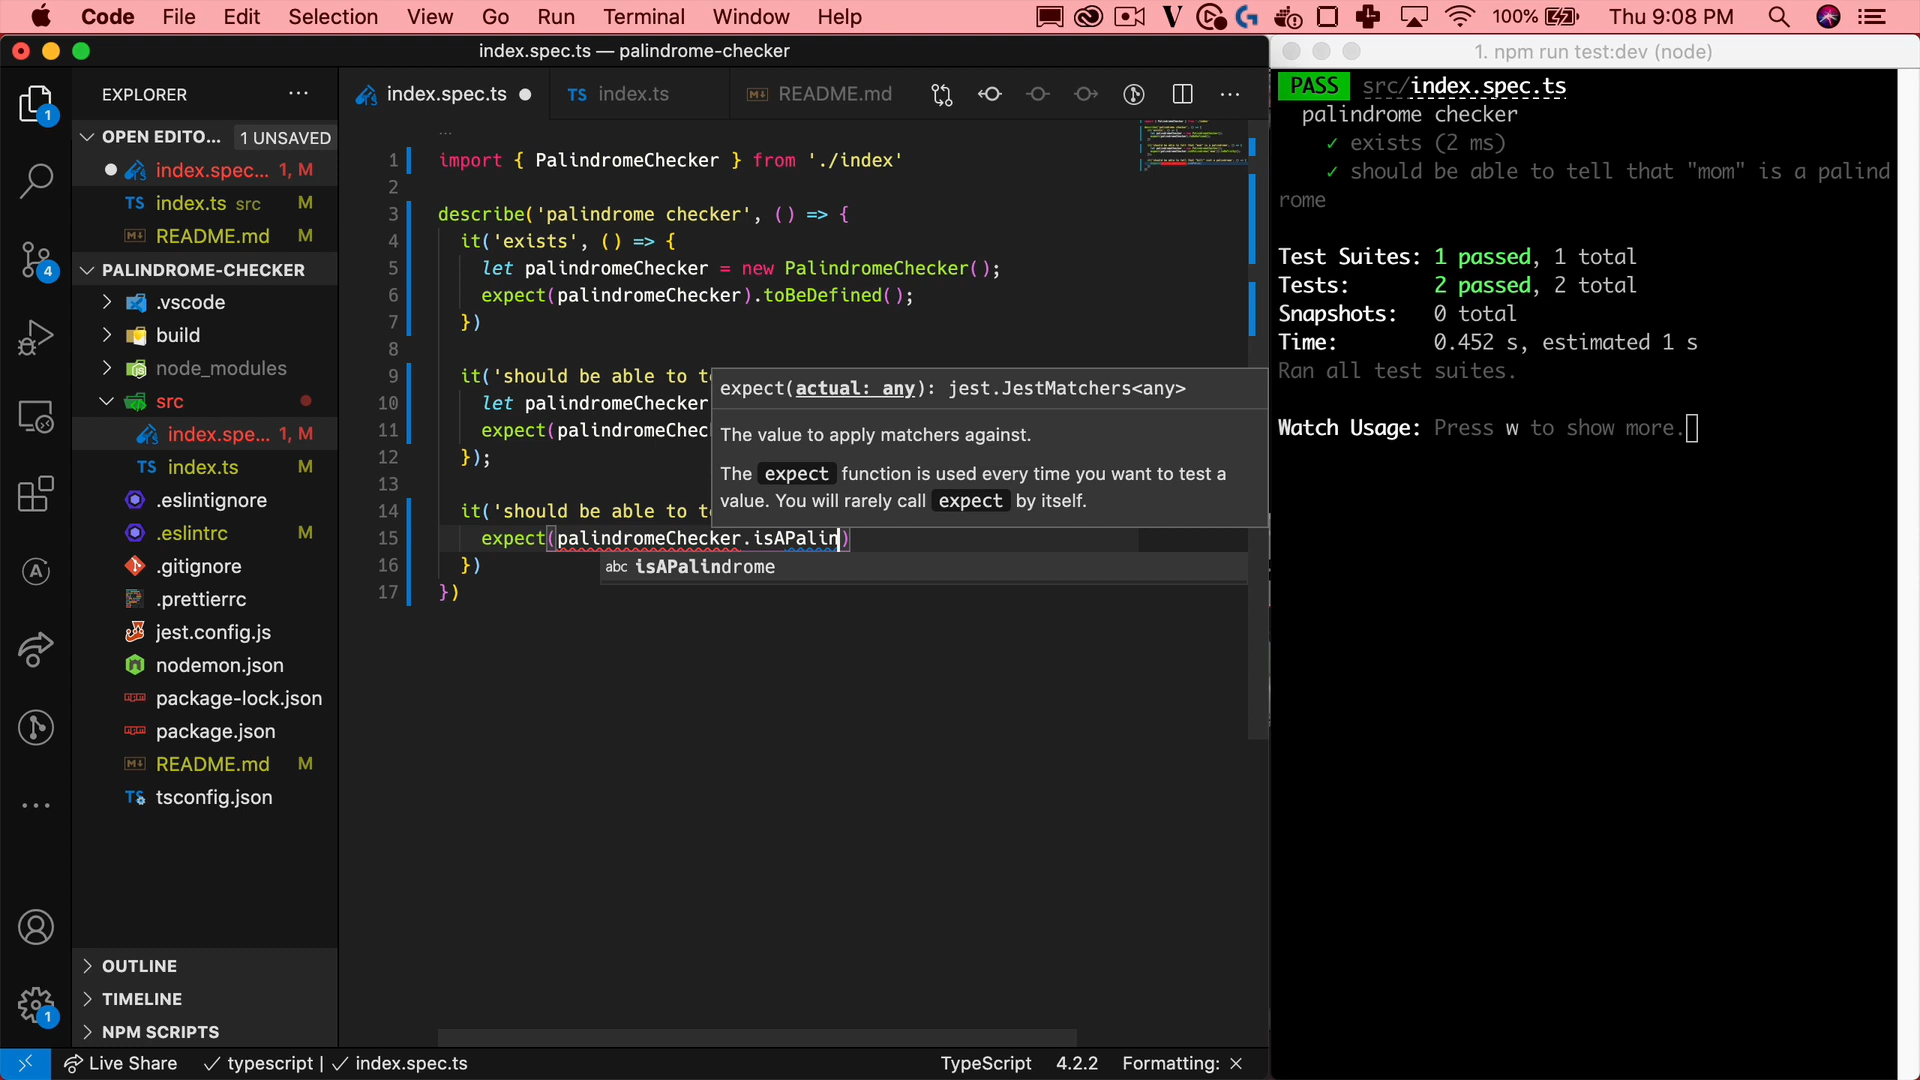 Code File Edit Selection View Go Run Terminal Window Help 100% Thu 9:08 PM
index.spec.ts — palindrome-checker
1. npm run test:dev (node)
EXPLORER
OPEN EDITO... 1 UNSAVED
index.spec... 1, M
TS index.ts src M
README.md M
PALINDROME-CHECKER
.vscode
build
node_modules
src
index.spe... 1, M
TS index.ts M
.eslintignore
.eslintrc M
.gitignore
.prettierrc
jest.config.js
nodemon.json
package-lock.json
package.json
README.md M
TS tsconfig.json
OUTLINE
TIMELINE
NPM SCRIPTS
1
4
1
index.spec.ts TS index.ts README.md
1 import { PalindromeChecker } from './index'
2
3 describe('palindrome checker', () => {
4 it('exists', () => {
5 let palindromeChecker = new PalindromeChecker();
6 expect(palindromeChecker).toBeDefined();
7 })
8
9 it('should be able to t
10 let palindromeChecker
11 expect(palindromeChec
12 });
13
14 it('should be able to t
15 expect(palindromeChecker.isAPalin)
16 })
17 })
expect(actual: any): jest.JestMatchers<any>
The value to apply matchers against.
The expect function is used every time you want to test a
value. You will rarely call expect by itself.
abc isAPalindrome
PASS src/index.spec.ts
palindrome checker
✓ exists (2 ms)
✓ should be able to tell that "mom" is a palind
rome
Test Suites: 1 passed, 1 total
Tests: 2 passed, 2 total
Snapshots: 0 total
Time: 0.452 s, estimated 1 s
Ran all test suites.
Watch Usage: Press w to show more.
Live Share ✓ typescript | ✓ index.spec.ts TypeScript 4.2.2 Formatting: ×